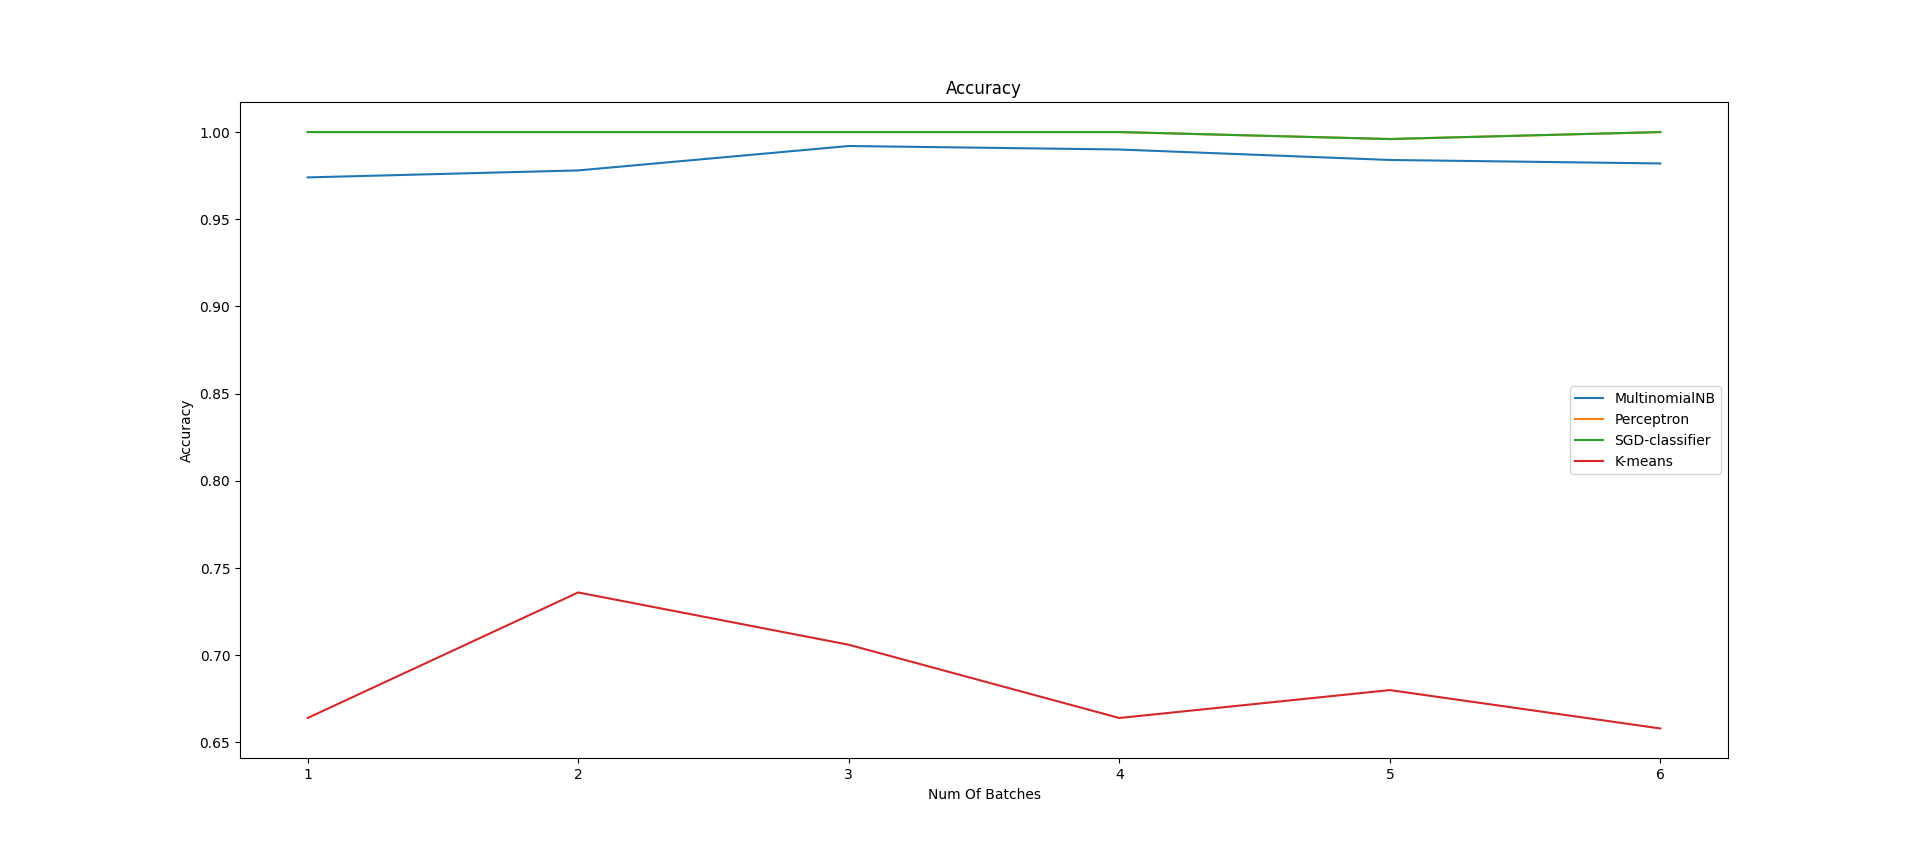 Accuracy
1.00
0.95
0.90
0.85
0.80
0.75
0.70
0.65
Accuracy
MultinomialNB
Perceptron
SGD-classifier
K-means
1 2 3 4 5 6
Num Of Batches